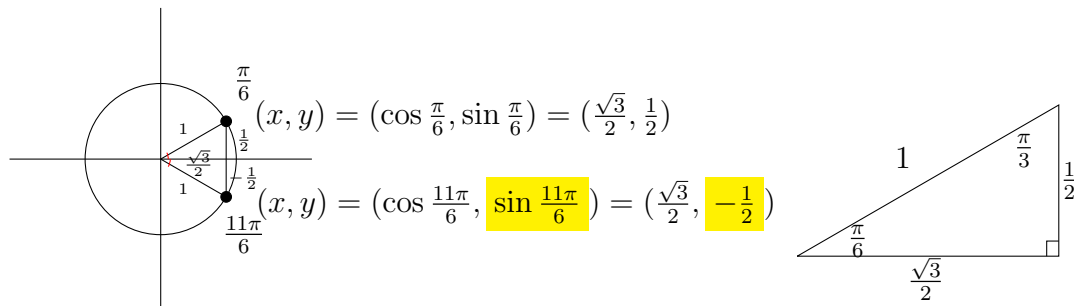 π/6
(x, y) = (cos π/6, sin π/6) = (√3/2, 1/2)
1
1/2
√3/2
1
-1/2
(x, y) = (cos 11π/6, sin 11π/6) = (√3/2, -1/2)
11π/6
1
π/3
1/2
π/6
√3/2